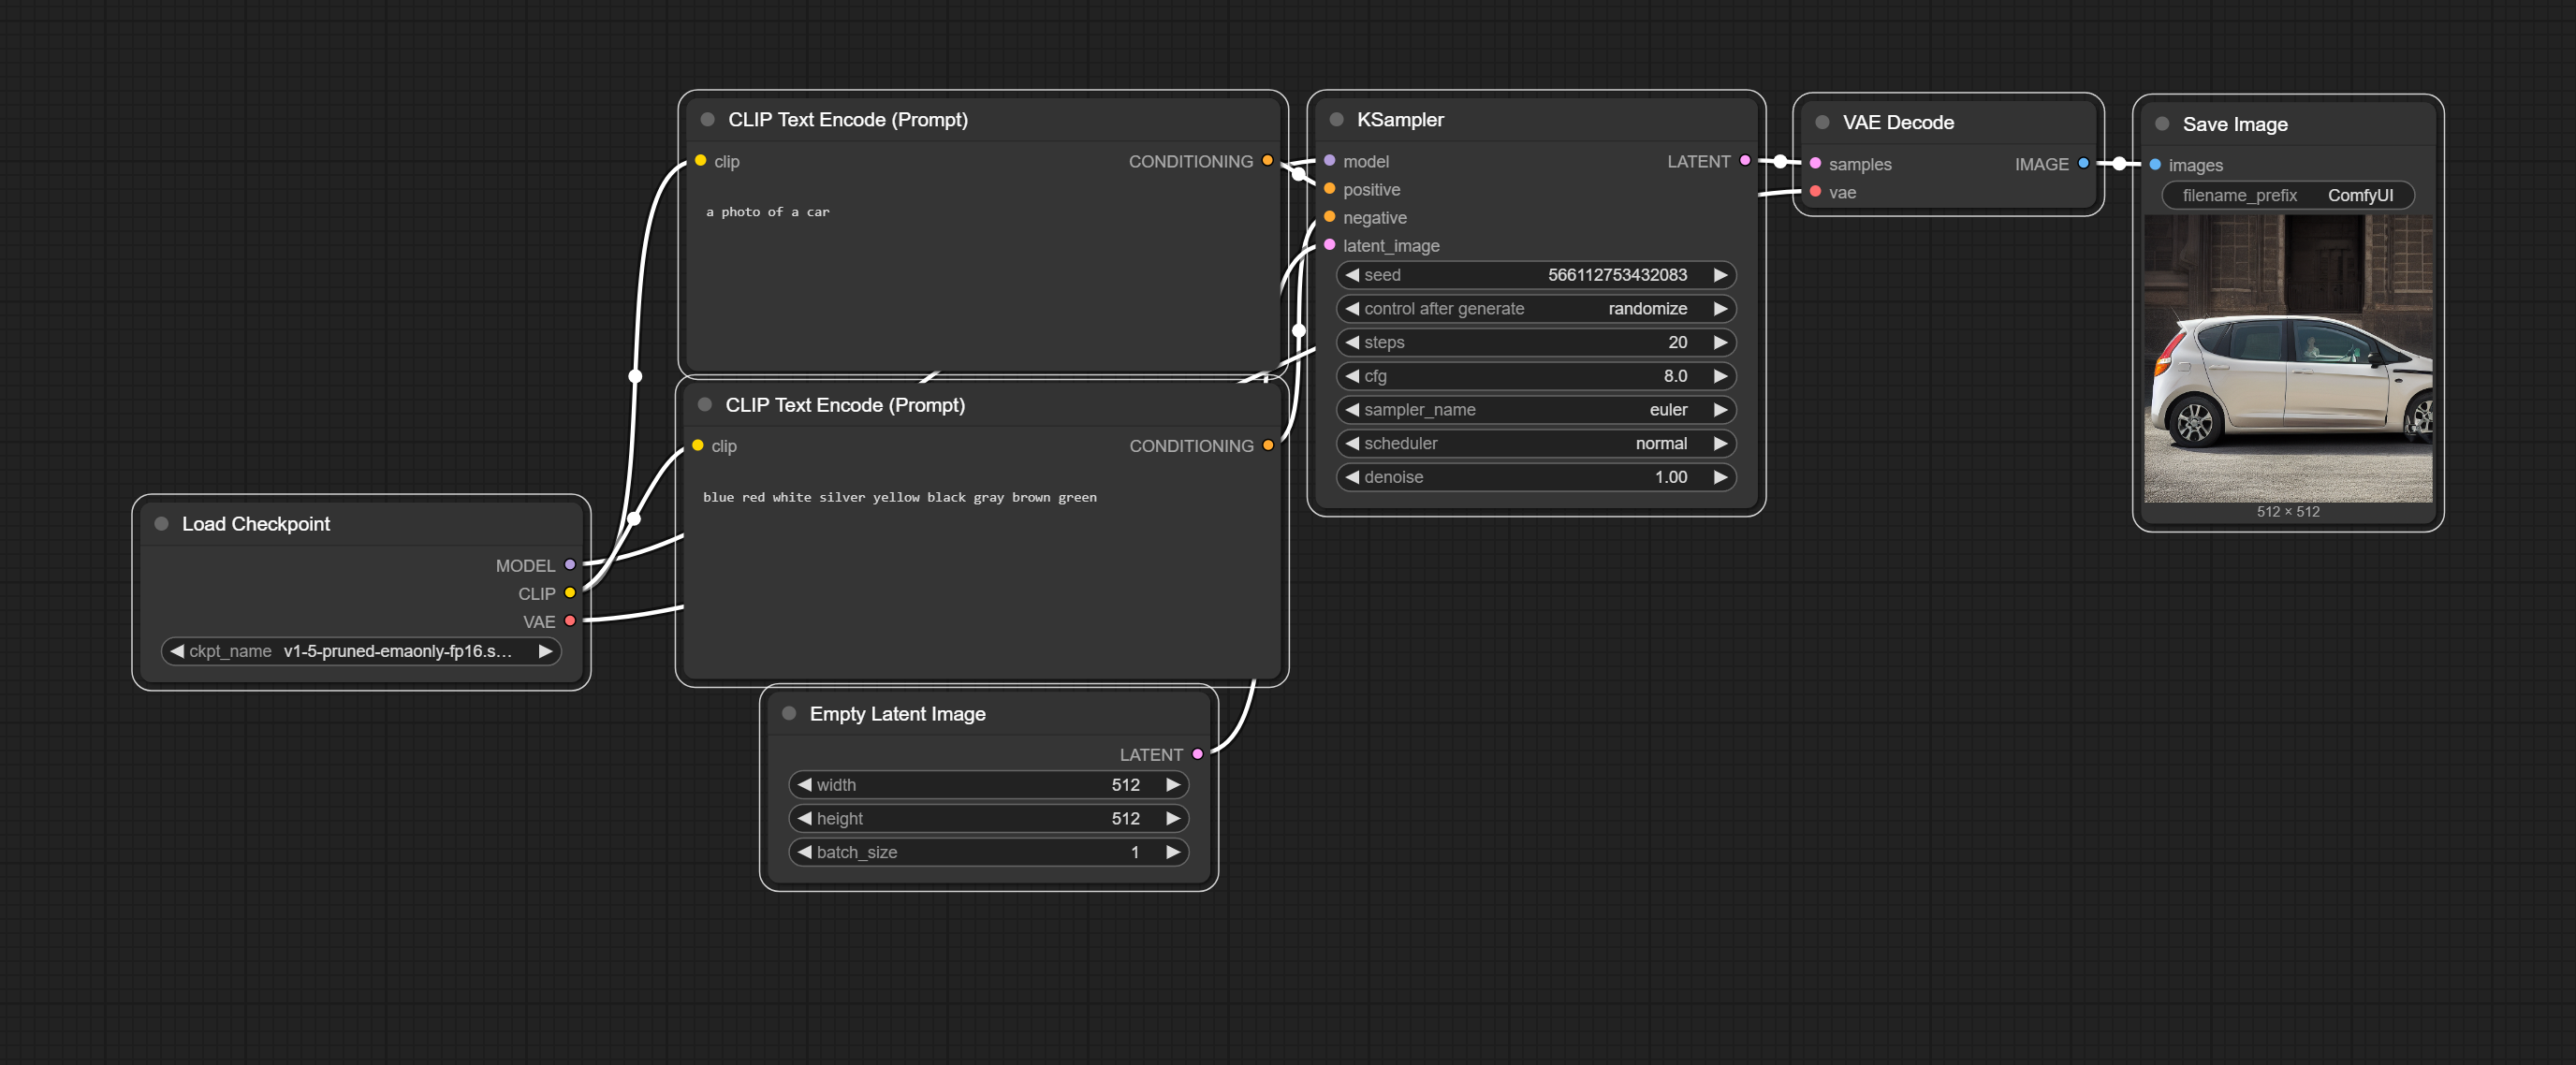 CLIP Text Encode (Prompt)
clip CONDITIONING
a photo of a car
CLIP Text Encode (Prompt)
clip CONDITIONING
blue red white silver yellow black gray brown green
Load Checkpoint
MODEL
CLIP
VAE
ckpt_name v1-5-pruned-emaonly-fp16.s...
Empty Latent Image
LATENT
width 512
height 512
batch_size 1
KSampler
model LATENT
positive
negative
latent_image
seed 566112753432083
control after generate randomize
steps 20
cfg 8.0
sampler_name euler
scheduler normal
denoise 1.00
VAE Decode
samples IMAGE
vae
Save Image
images
filename_prefix ComfyUI
512 × 512